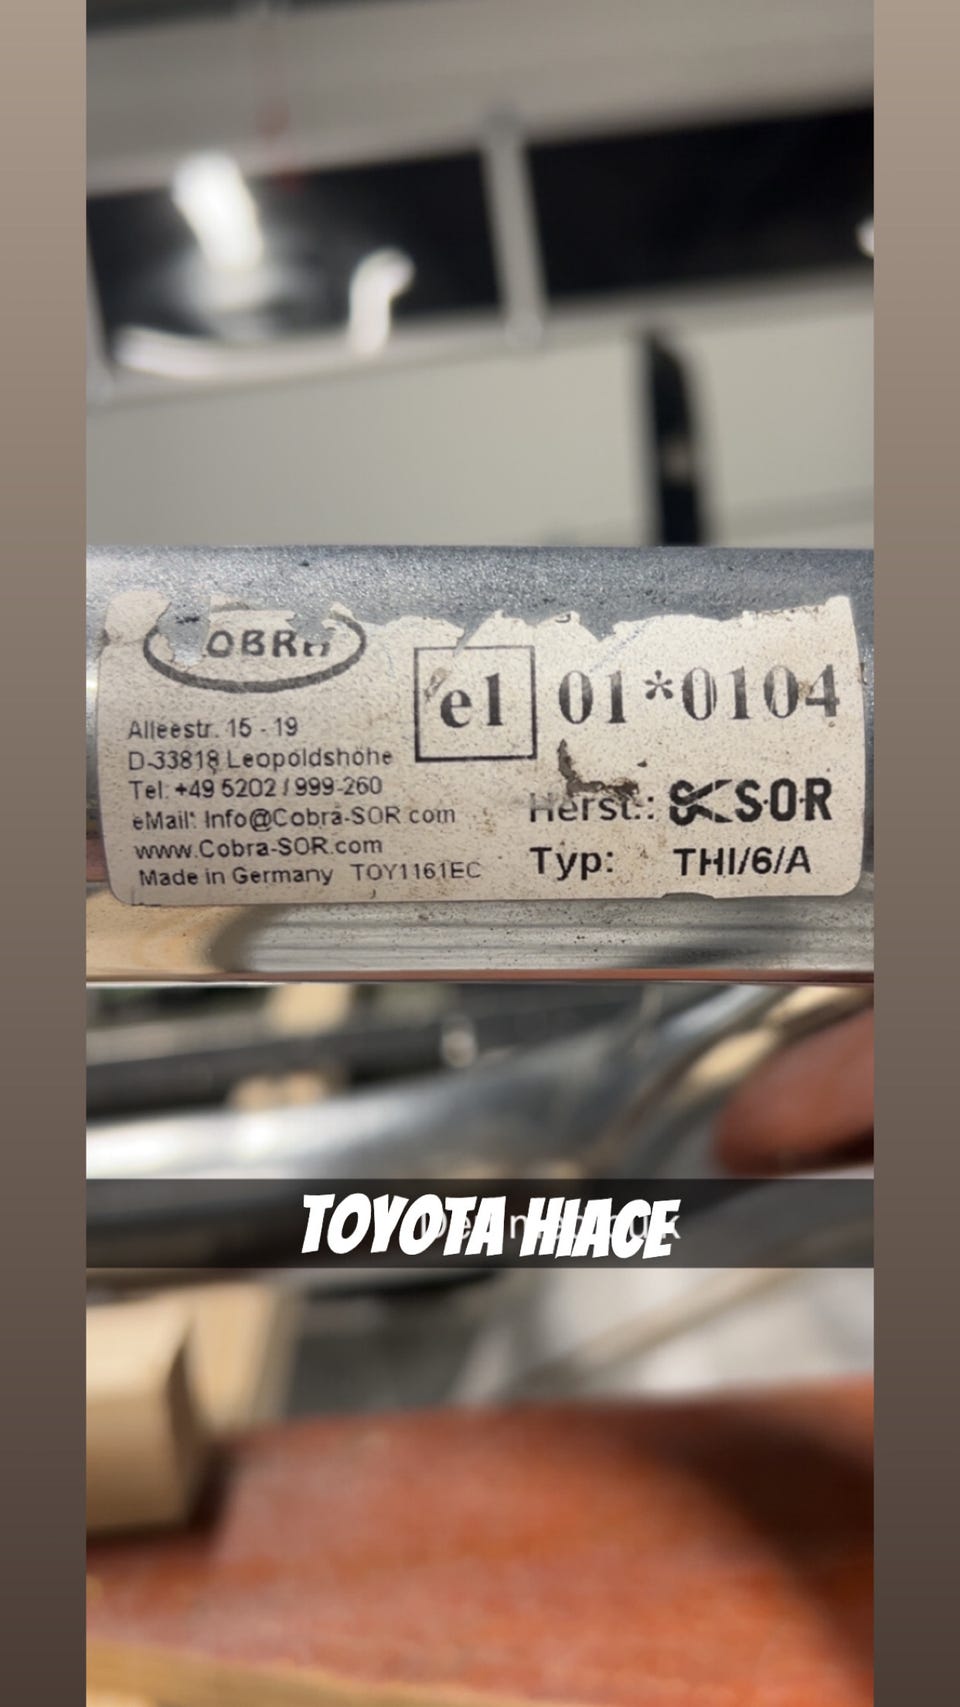 OBRA
e1 01*0104
Alleestr. 15 - 19
D-33818 Leopoldshöhe
Tel: +49 5202 / 999-260
eMail: Info@Cobra-SOR.com
www.Cobra-SOR.com
Made in Germany TOY1161EC
Herst.: S·O·R
Typ: THI/6/A
TOYOTA HIACE